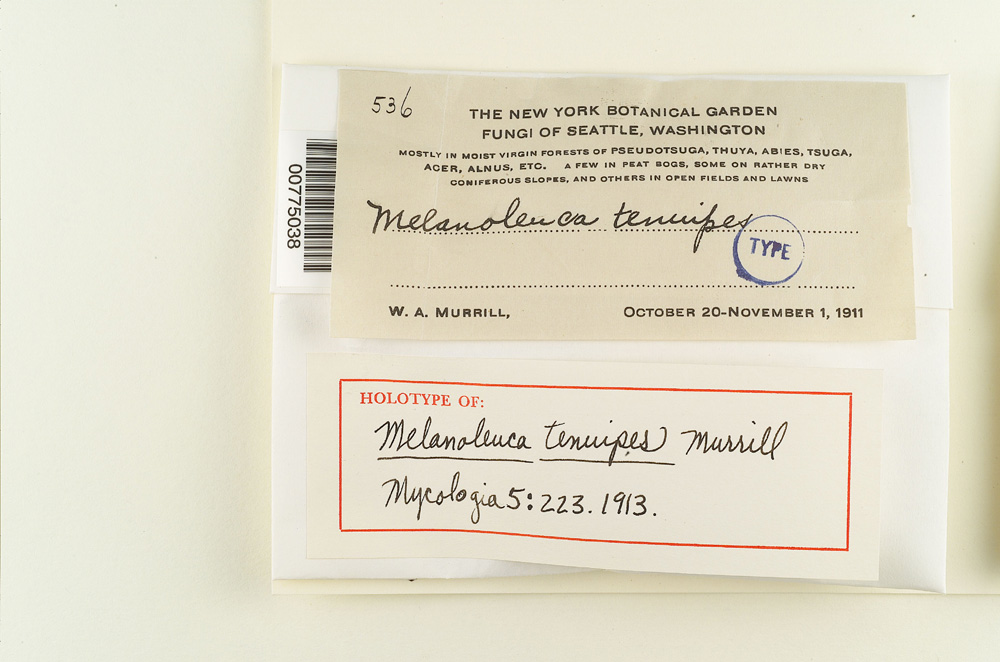 536
THE NEW YORK BOTANICAL GARDEN
FUNGI OF SEATTLE, WASHINGTON
MOSTLY IN MOIST VIRGIN FORESTS OF PSEUDOTSUGA, THUYA, ABIES, TSUGA,
ACER, ALNUS, ETC. A FEW IN PEAT BOGS, SOME ON RATHER DRY
CONIFEROUS SLOPES, AND OTHERS IN OPEN FIELDS AND LAWNS
Melanoleuca tenuipes
TYPE
W. A. MURRILL, OCTOBER 20-NOVEMBER 1, 1911
00775038
HOLOTYPE OF:
Melanoleuca tenuipes Murrill
Mycologia 5: 223. 1913.